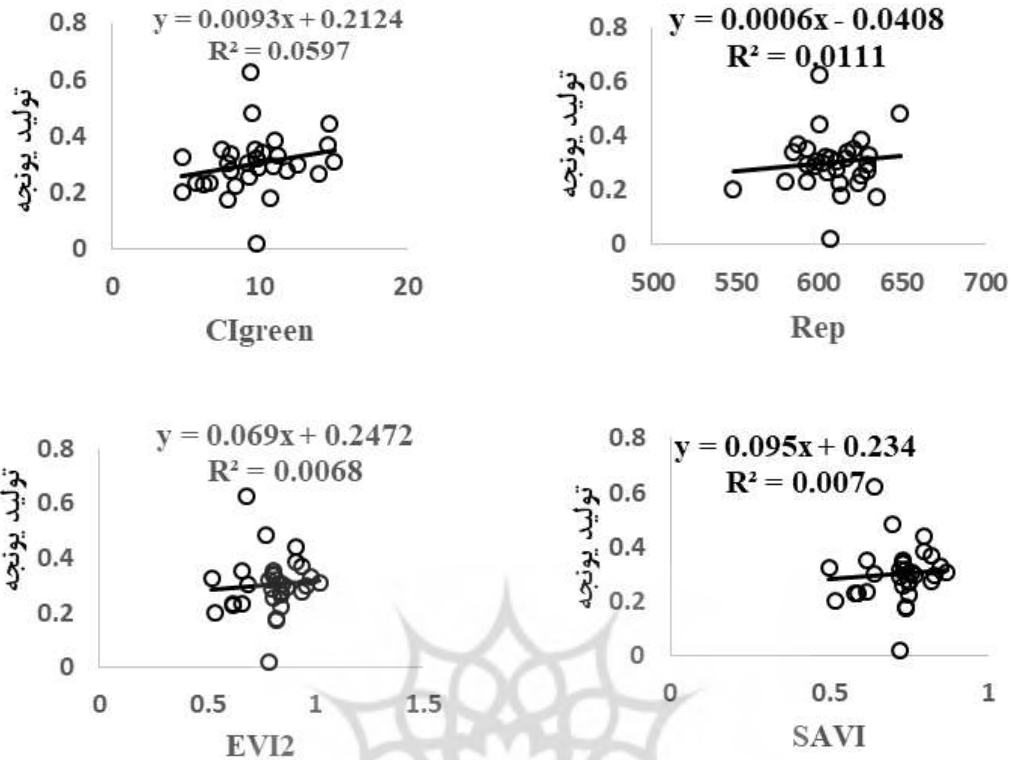 y = 0.0093x + 0.2124
R² = 0.0597
تولید یونجه
0.8
0.6
0.4
0.2
0
0
10
20
CIgreen
y = 0.0006x - 0.0408
R² = 0.0111
تولید یونجه
0.8
0.6
0.4
0.2
0
500
550
600
650
700
Rep
y = 0.069x + 0.2472
R² = 0.0068
تولید یونجه
0.8
0.6
0.4
0.2
0
0
0.5
1
1.5
EVI2
y = 0.095x + 0.234
R² = 0.007
تولید یونجه
0.8
0.6
0.4
0.2
0
0
0.5
1
SAVI